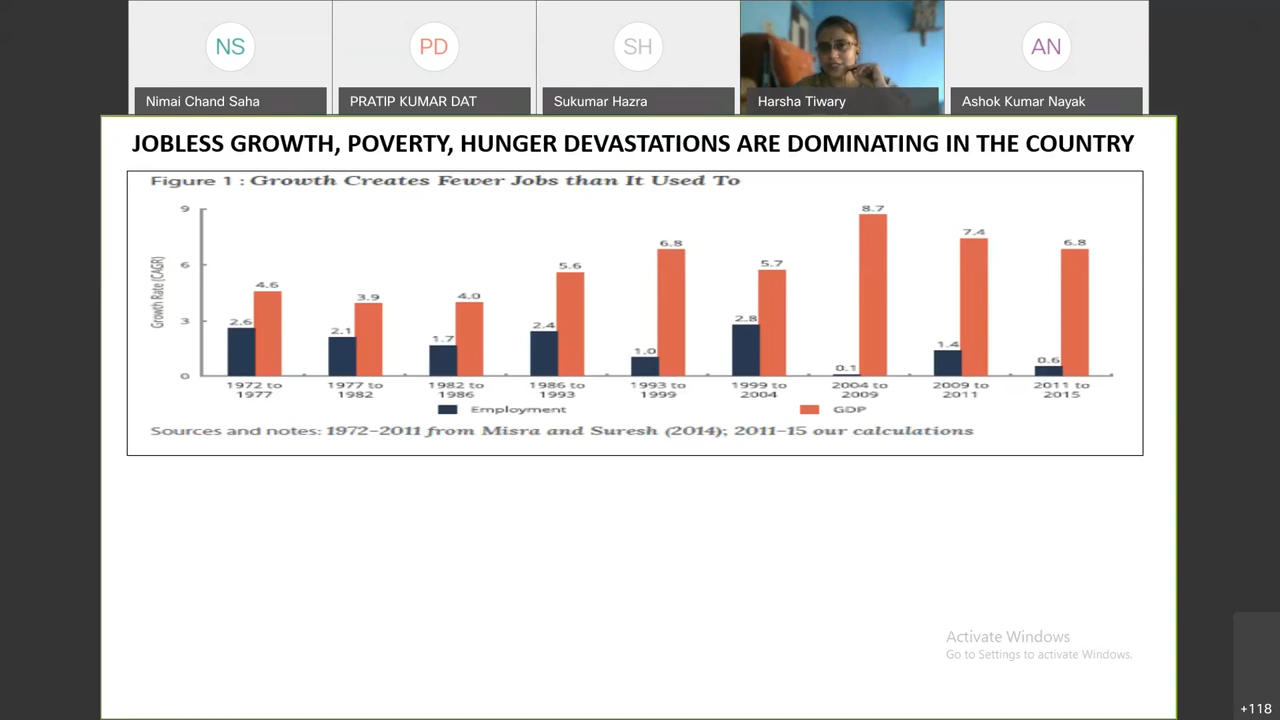 NS
PD
SH
AN
Nimai Chand Saha
PRATIP KUMAR DAT
Sukumar Hazra
Harsha Tiwary
Ashok Kumar Nayak
JOBLESS GROWTH, POVERTY, HUNGER DEVASTATIONS ARE DOMINATING IN THE COUNTRY
Figure 1 : Growth Creates Fewer Jobs than It Used To
Growth Rate (CAGR)
9
6
3
0
2.6
4.6
2.1
3.9
1.7
4.0
2.4
5.6
1.0
6.8
2.8
5.7
0.1
8.7
1.4
7.4
0.6
6.8
1972 to
1977
1977 to
1982
1982 to
1986
1986 to
1993
1993 to
1999
1999 to
2004
2004 to
2009
2009 to
2011
2011 to
2015
Employment
GDP
Sources and notes: 1972–2011 from Misra and Suresh (2014); 2011–15 our calculations
Activate Windows
Go to Settings to activate Windows.
+118